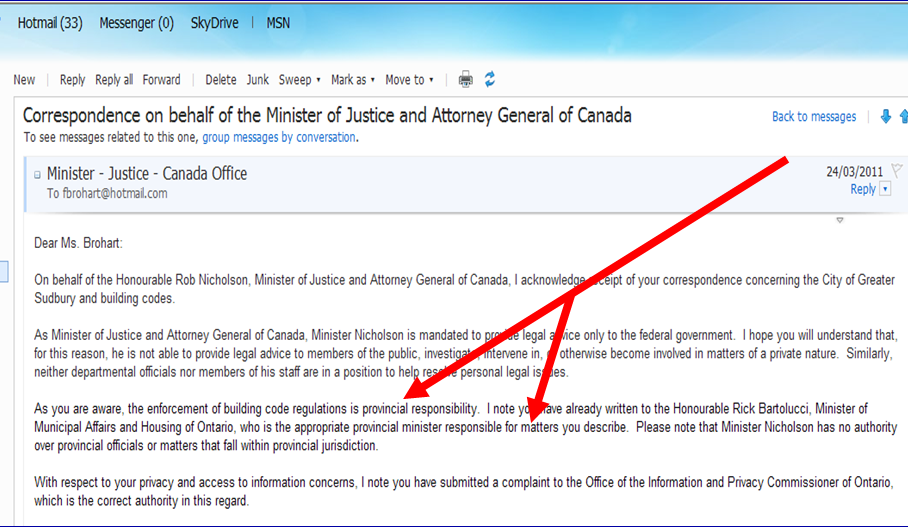 Hotmail (33) Messenger (0) SkyDrive | MSN
New | Reply Reply all Forward | Delete Junk Sweep Mark as Move to
Correspondence on behalf of the Minister of Justice and Attorney General of Canada
Back to messages
To see messages related to this one, group messages by conversation.
Minister - Justice - Canada Office
24/03/2011
To fbrohart@hotmail.com
Reply
Dear Ms. Brohart:
On behalf of the Honourable Rob Nicholson, Minister of Justice and Attorney General of Canada, I acknowledge receipt of your correspondence concerning the City of Greater
Sudbury and building codes.
As Minister of Justice and Attorney General of Canada, Minister Nicholson is mandated to provide legal advice only to the federal government. I hope you will understand that,
for this reason, he is not able to provide legal advice to members of the public, investigate, intervene in, or otherwise become involved in matters of a private nature. Similarly,
neither departmental officials nor members of his staff are in a position to help resolve personal legal issues.
As you are aware, the enforcement of building code regulations is provincial responsibility. I note you have already written to the Honourable Rick Bartolucci, Minister of
Municipal Affairs and Housing of Ontario, who is the appropriate provincial minister responsible for matters you describe. Please note that Minister Nicholson has no authority
over provincial officials or matters that fall within provincial jurisdiction.
With respect to your privacy and access to information concerns, I note you have submitted a complaint to the Office of the Information and Privacy Commissioner of Ontario,
which is the correct authority in this regard.